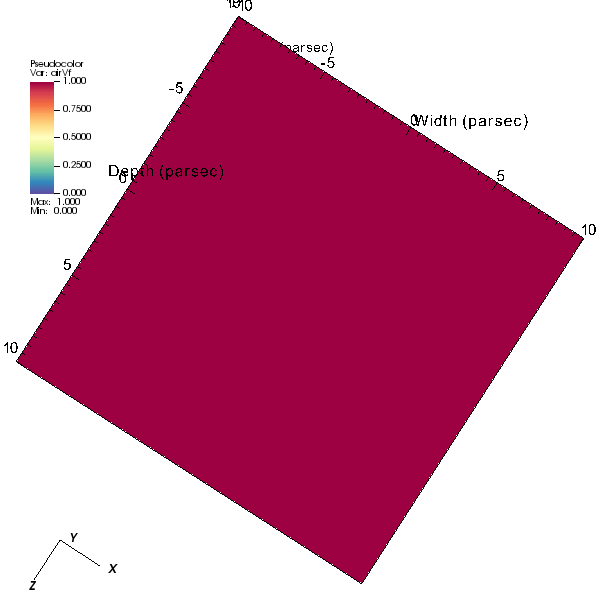 10
-10
(parsec)
-5
Pseudocolor
Var: airVf
1.000
0.7500
0.5000
0.2500
0.000
Max: 1.000
Min: 0.000
-5
0
Width (parsec)
Depth (parsec)
0
5
10
5
10
Y
X
Z